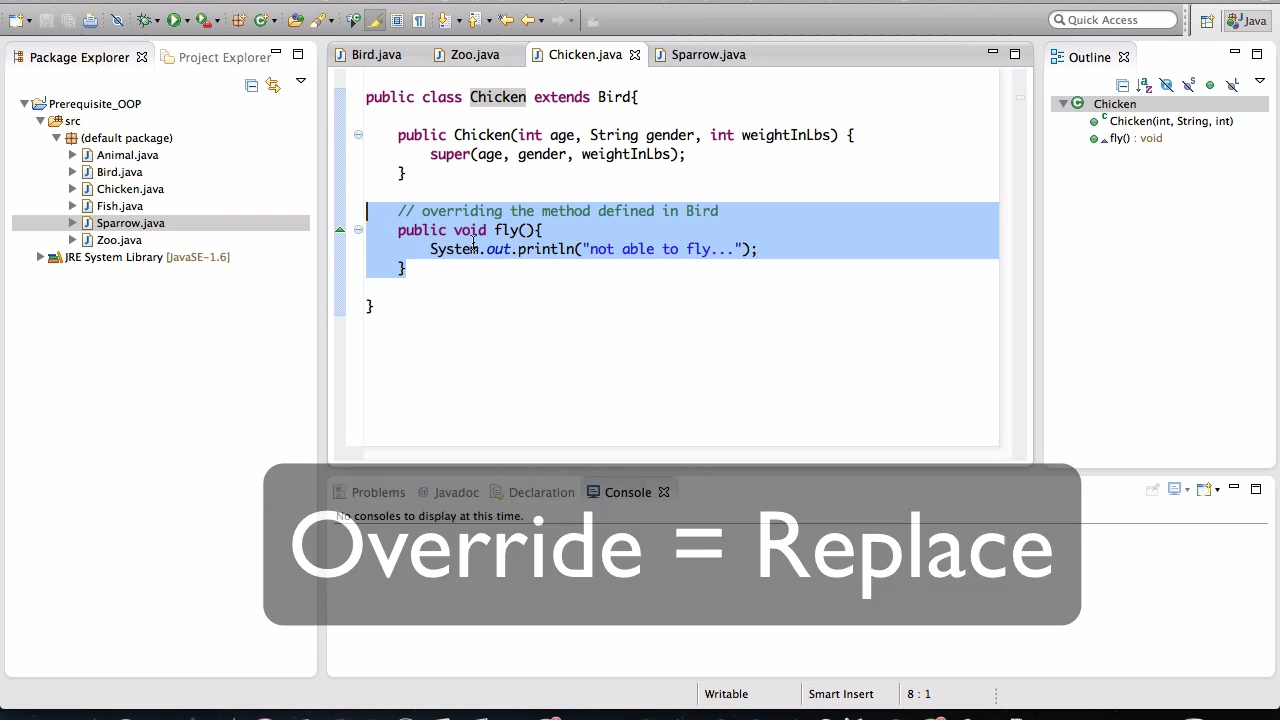 Quick Access
Java
Package Explorer
Project Explorer
Prerequisite_OOP
src
(default package)
Animal.java
Bird.java
Chicken.java
Fish.java
Sparrow.java
Zoo.java
JRE System Library [JavaSE-1.6]
Bird.java
Zoo.java
Chicken.java
Sparrow.java
public class Chicken extends Bird{
public Chicken(int age, String gender, int weightInLbs) {
super(age, gender, weightInLbs);
}
// overriding the method defined in Bird
public void fly(){
System.out.println("not able to fly...");
}
}
Outline
Chicken
Chicken(int, String, int)
fly() : void
Problems
@ Javadoc
Declaration
Console
No consoles to display at this time.
Override = Replace
Writable
Smart Insert
8 : 1